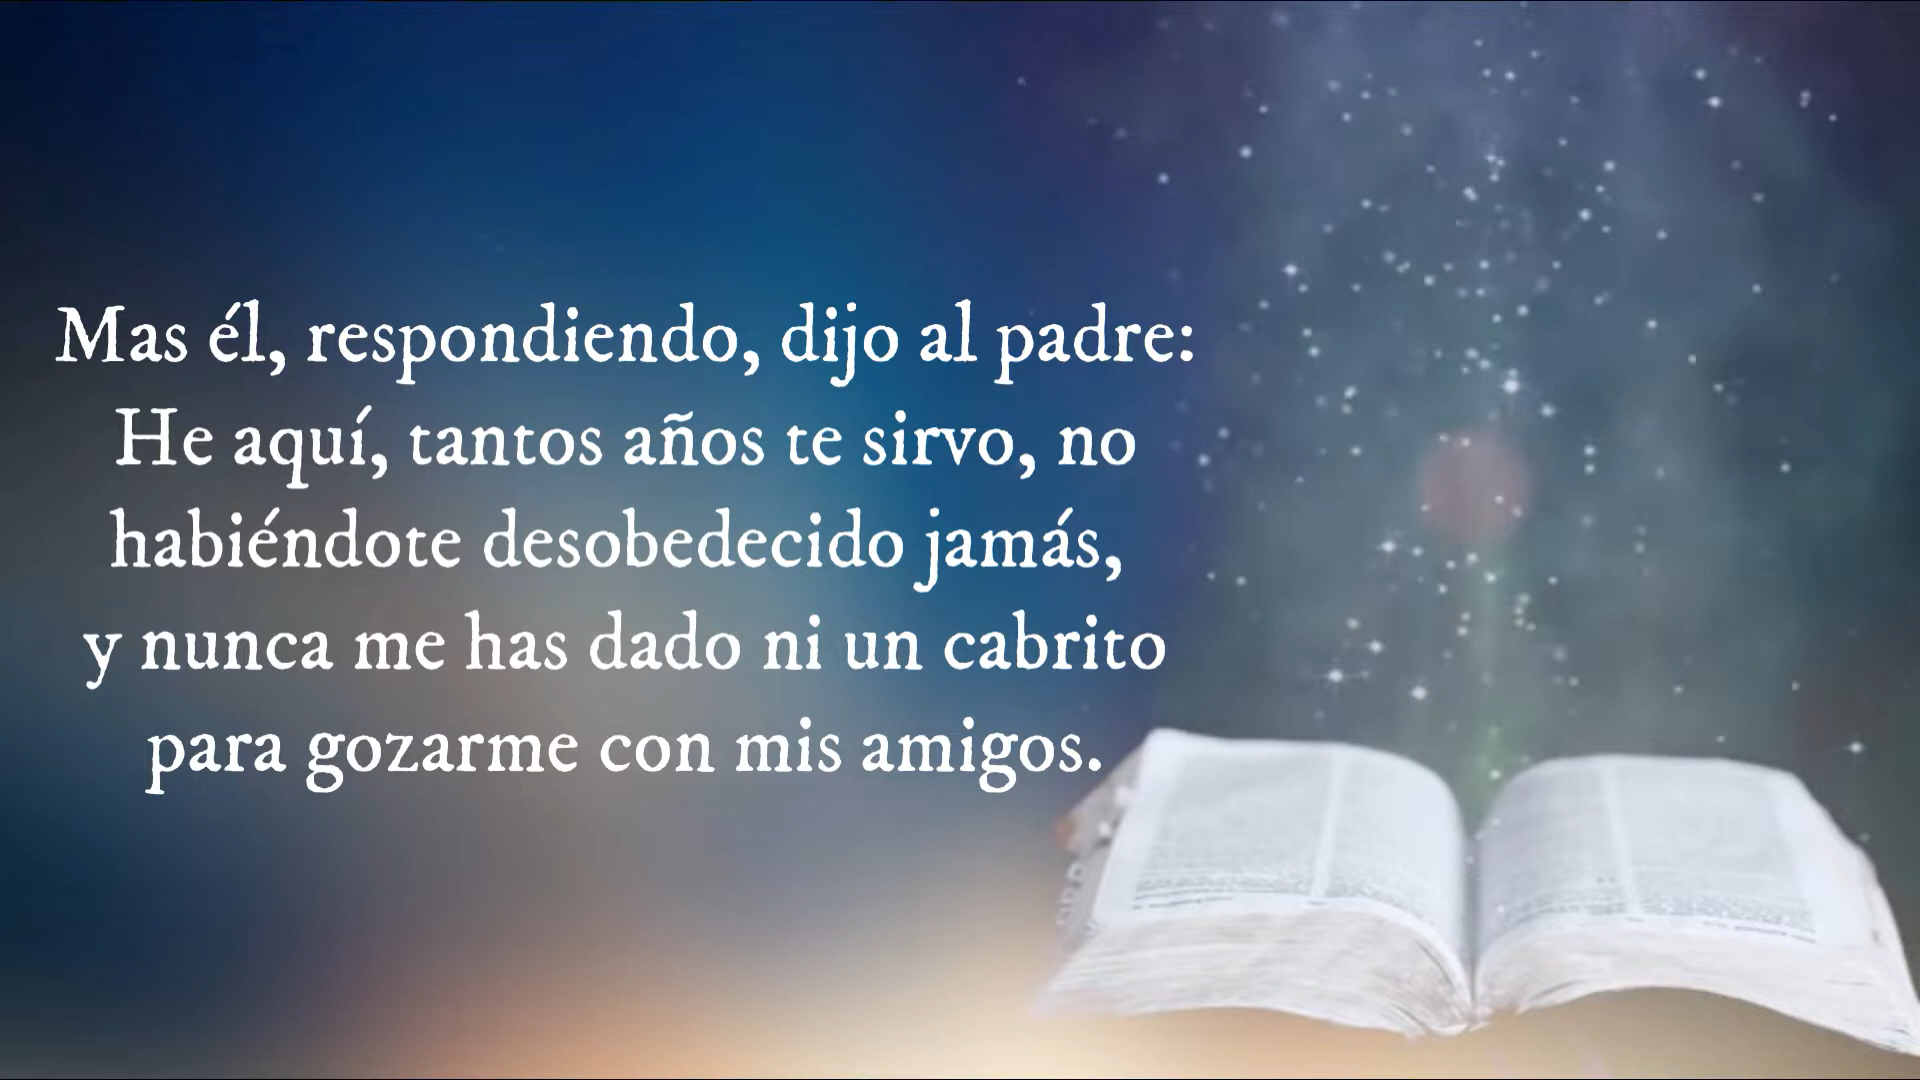 Mas él, respondiendo, dijo al padre:
He aquí, tantos años te sirvo, no
habiéndote desobedecido jamás,
y nunca me has dado ni un cabrito
para gozarme con mis amigos.